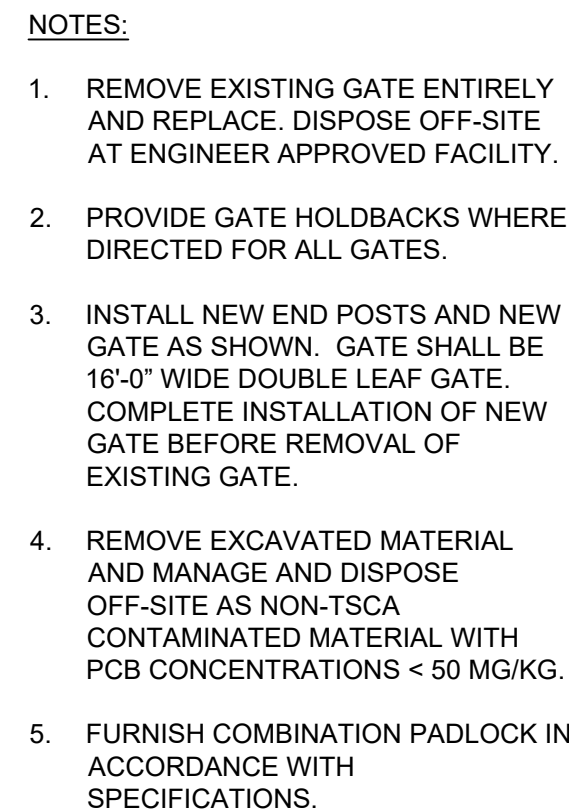 NOTES:
1. REMOVE EXISTING GATE ENTIRELY
AND REPLACE. DISPOSE OFF-SITE
AT ENGINEER APPROVED FACILITY.
2. PROVIDE GATE HOLDBACKS WHERE
DIRECTED FOR ALL GATES.
3. INSTALL NEW END POSTS AND NEW
GATE AS SHOWN. GATE SHALL BE
16'-0” WIDE DOUBLE LEAF GATE.
COMPLETE INSTALLATION OF NEW
GATE BEFORE REMOVAL OF
EXISTING GATE.
4. REMOVE EXCAVATED MATERIAL
AND MANAGE AND DISPOSE
OFF-SITE AS NON-TSCA
CONTAMINATED MATERIAL WITH
PCB CONCENTRATIONS < 50 MG/KG.
5. FURNISH COMBINATION PADLOCK IN
ACCORDANCE WITH
SPECIFICATIONS.